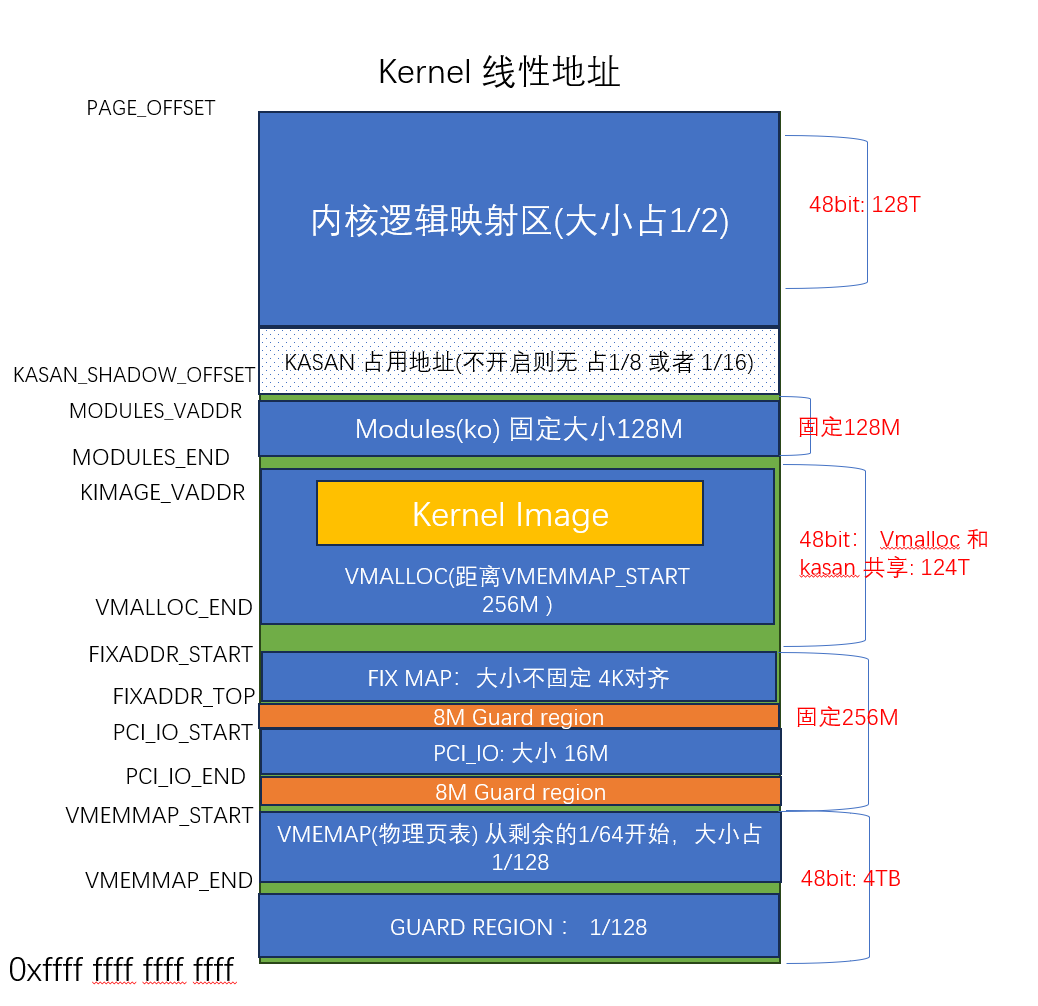 Kernel 线性地址
PAGE_OFFSET
内核逻辑映射区(大小占1/2)
48bit: 128T
KASAN 占用地址(不开启则无 占1/8 或者 1/16)
KASAN_SHADOW_OFFSET
MODULES_VADDR
Modules(ko) 固定大小128M
固定128M
MODULES_END
KIMAGE_VADDR
Kernel Image
48bit： Vmalloc 和
kasan 共享: 124T
VMALLOC(距离VMEMMAP_START
256M )
VMALLOC_END
FIXADDR_START
FIX MAP：大小不固定 4K对齐
FIXADDR_TOP
8M Guard region
固定256M
PCI_IO_START
PCI_IO: 大小 16M
PCI_IO_END
8M Guard region
VMEMMAP_START
VMEMAP(物理页表) 从剩余的1/64开始，大小占
1/128
VMEMMAP_END
48bit: 4TB
GUARD REGION ： 1/128
0xffff ffff ffff ffff